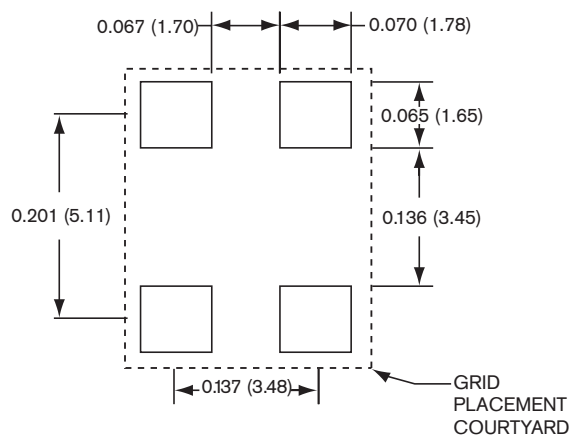 0.067 (1.70)
0.070 (1.78)
0.065 (1.65)
0.201 (5.11)
0.136 (3.45)
0.137 (3.48)
GRID
PLACEMENT
COURTYARD